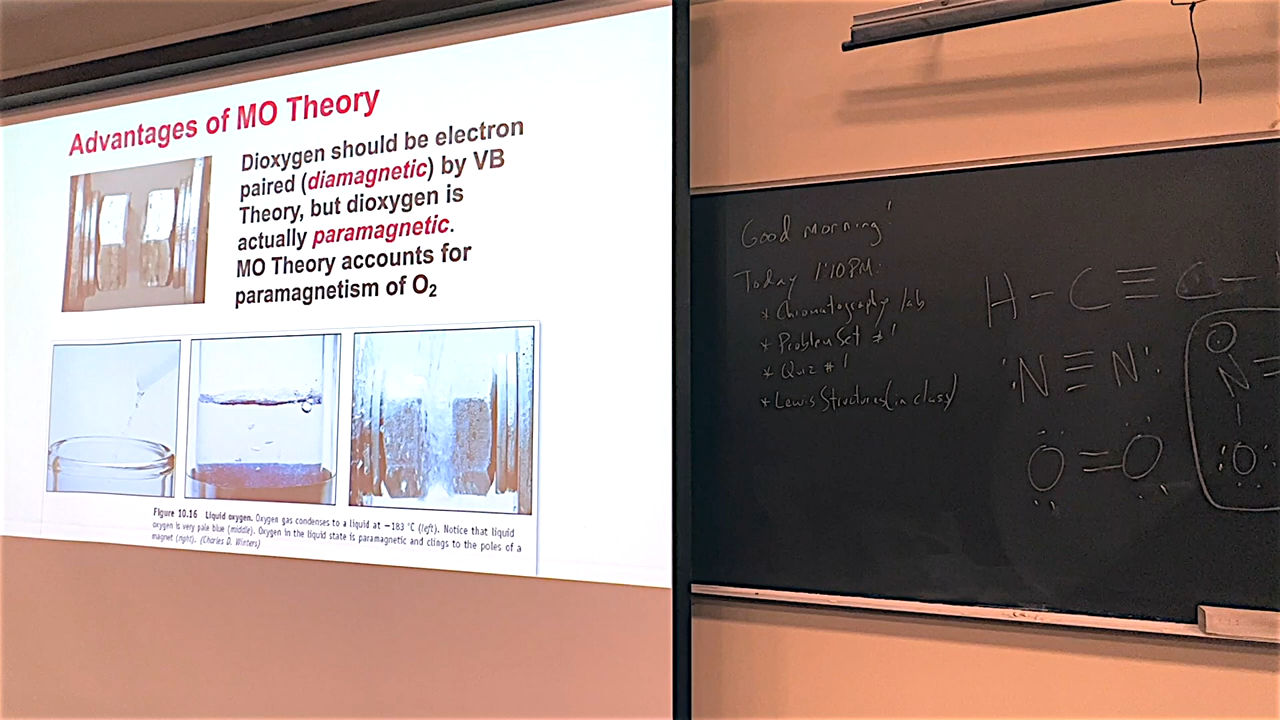 Advantages of MO Theory
Dioxygen should be electron
paired (diamagnetic) by VB
Theory, but dioxygen is
actually paramagnetic.
MO Theory accounts for
paramagnetism of O₂
Figure 10.16 Liquid oxygen. Oxygen gas condenses to a liquid at −183 °C (left). Notice that liquid
oxygen is very pale blue (middle). Oxygen in the liquid state is paramagnetic and clings to the poles of a
magnet (right). (Charles D. Winters)
Good morning!
Today 1:10PM:
* Chromatography lab
* Problem Set #1
* Quiz #1
* Lewis Structures (in class)
H - C ≡ C -
:N ≡ N:
O = O
O
N =
|
:O: